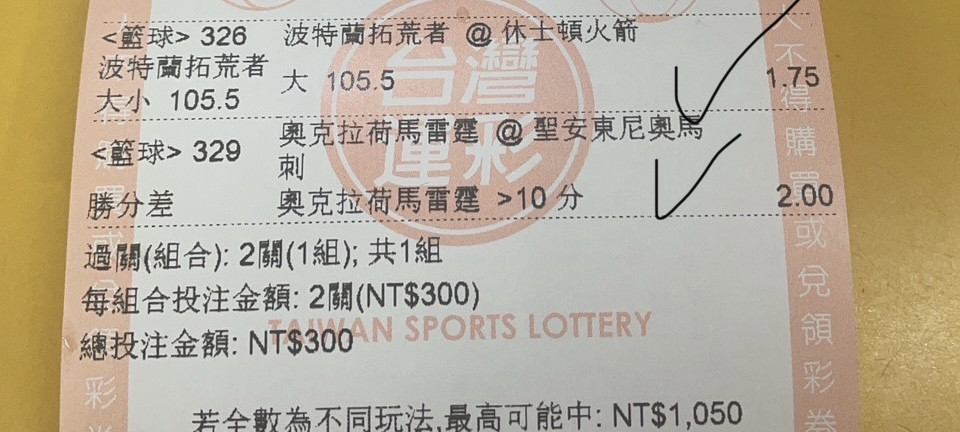 <籃球> 326 波特蘭拓荒者 @ 休士頓火箭
波特蘭拓荒者
大小 105.5
大 105.5
1.75
<籃球> 329
奧克拉荷馬雷霆 @ 聖安東尼奧馬
刺
勝分差
奧克拉荷馬雷霆 >10 分
2.00
過關(組合): 2關(1組); 共1組
每組合投注金額: 2關(NT$300)
總投注金額: NT$300
若全數為不同玩法,最高可能中: NT$1,050
台灣
運彩
TAIWAN SPORTS LOTTERY
不得購買或兌領彩券